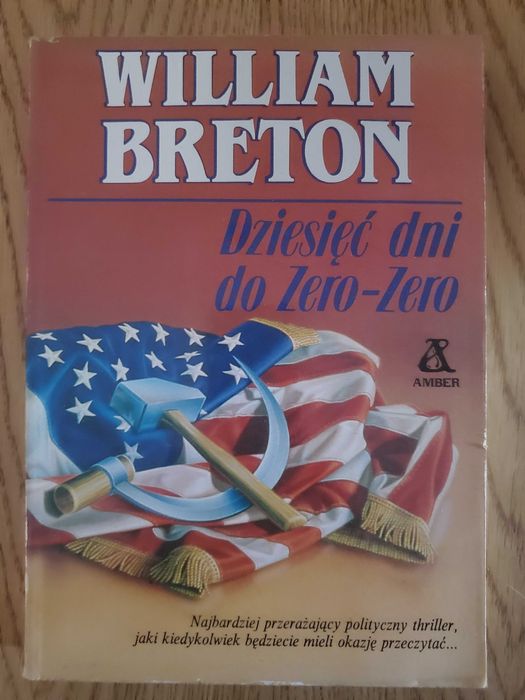 WILLIAM
BRETON
Dziesięć dni
do Zero-Zero
A
AMBER
Najbardziej przerażający polityczny thriller,
jaki kiedykolwiek będziecie mieli okazję przeczytać...